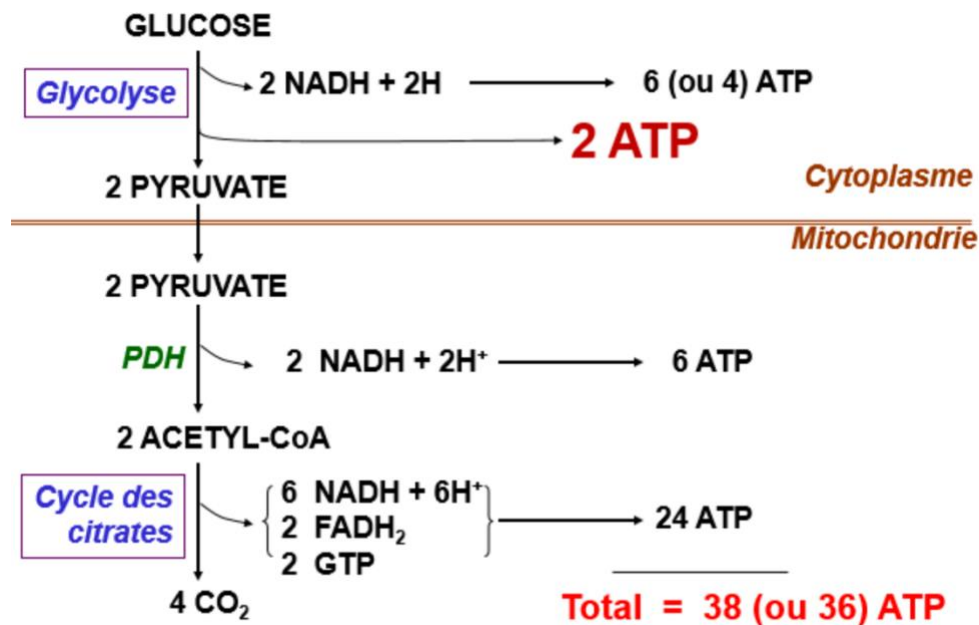 GLUCOSE
Glycolyse
2 NADH + 2H
6 (ou 4) ATP
2 ATP
2 PYRUVATE
Cytoplasme
Mitochondrie
2 PYRUVATE
PDH
2 NADH + 2H⁺
6 ATP
2 ACETYL-CoA
Cycle des
citrates
6 NADH + 6H⁺
2 FADH₂
2 GTP
24 ATP
4 CO₂
Total = 38 (ou 36) ATP